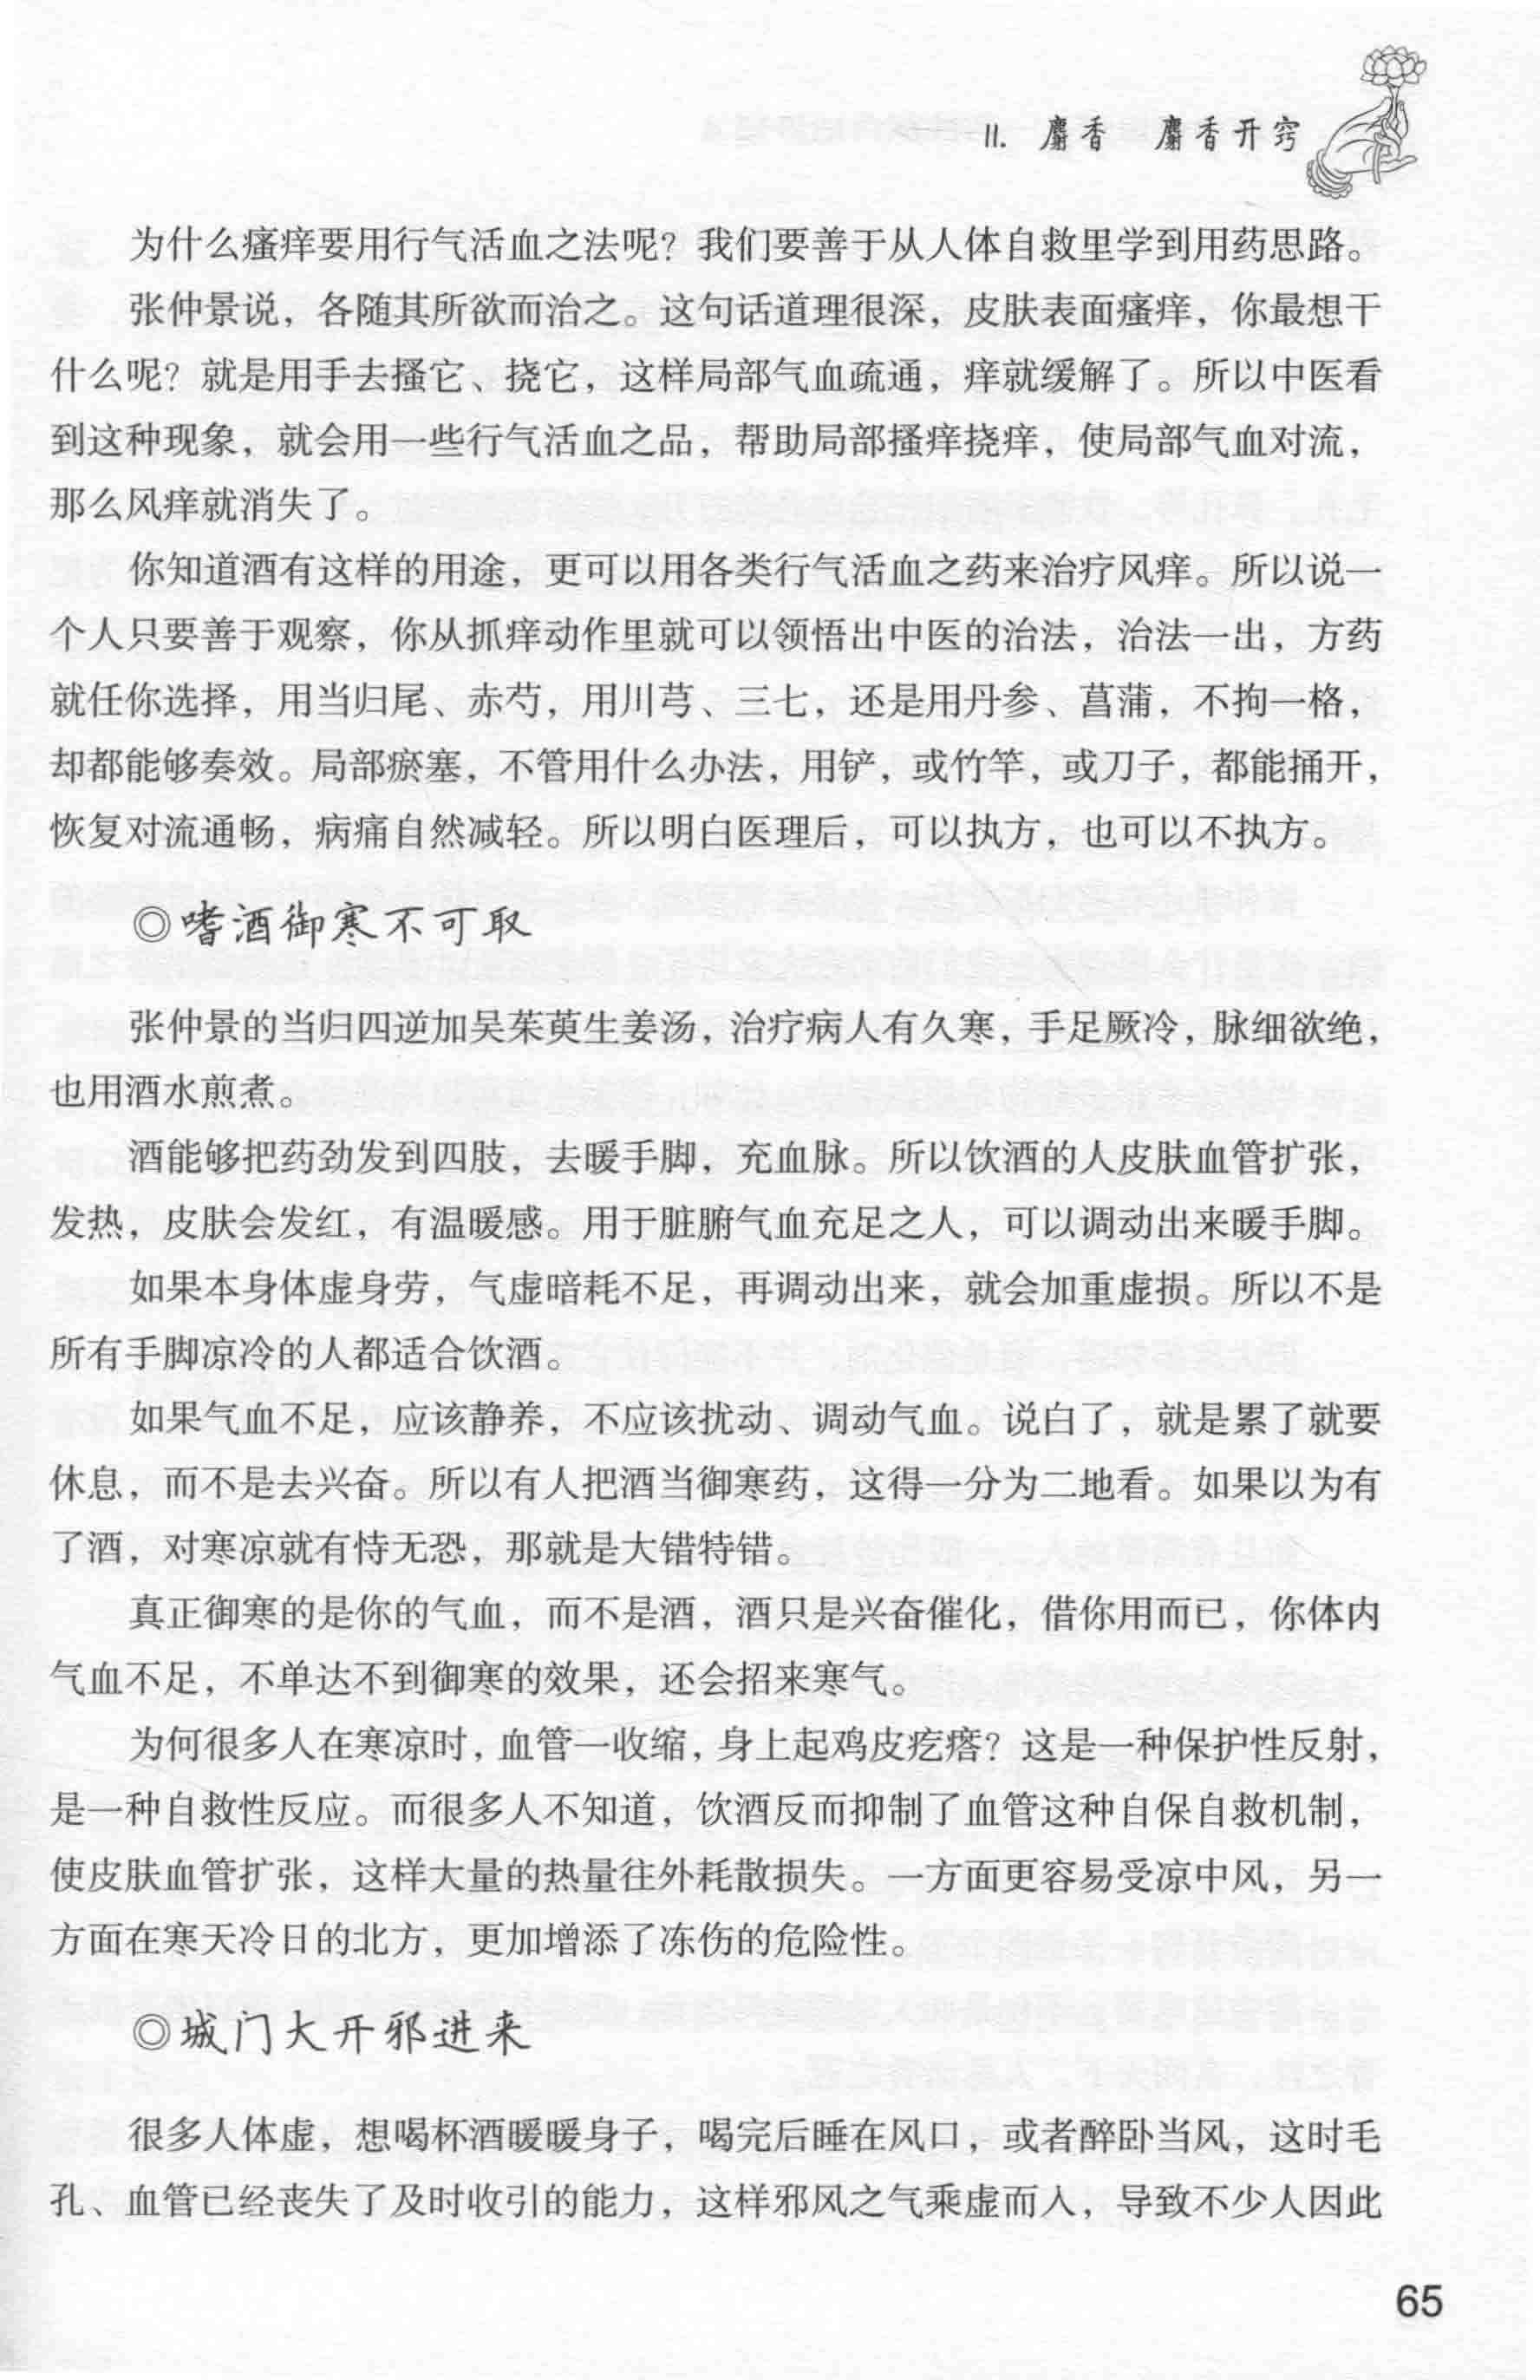 11. 麝香　麝香开窍
为什么瘙痒要用行气活血之法呢？我们要善于从人体自救里学到用药思路。
张仲景说，各随其所欲而治之。这句话道理很深，皮肤表面瘙痒，你最想干
什么呢？就是用手去搔它、挠它，这样局部气血疏通，痒就缓解了。所以中医看
到这种现象，就会用一些行气活血之品，帮助局部搔痒挠痒，使局部气血对流，
那么风痒就消失了。
你知道酒有这样的用途，更可以用各类行气活血之药来治疗风痒。所以说一
个人只要善于观察，你从抓痒动作里就可以领悟出中医的治法，治法一出，方药
就任你选择，用当归尾、赤芍，用川芎、三七，还是用丹参、菖蒲，不拘一格，
却都能够奏效。局部瘀塞，不管用什么办法，用铲，或竹竿，或刀子，都能捅开，
恢复对流通畅，病痛自然减轻。所以明白医理后，可以执方，也可以不执方。
◎嗜酒御寒不可取
张仲景的当归四逆加吴茱萸生姜汤，治疗病人有久寒，手足厥冷，脉细欲绝，
也用酒水煎煮。
酒能够把药劲发到四肢，去暖手脚，充血脉。所以饮酒的人皮肤血管扩张，
发热，皮肤会发红，有温暖感。用于脏腑气血充足之人，可以调动出来暖手脚。
如果本身体虚身劳，气虚暗耗不足，再调动出来，就会加重虚损。所以不是
所有手脚凉冷的人都适合饮酒。
如果气血不足，应该静养，不应该扰动、调动气血。说白了，就是累了就要
休息，而不是去兴奋。所以有人把酒当御寒药，这得一分为二地看。如果以为有
了酒，对寒凉就有恃无恐，那就是大错特错。
真正御寒的是你的气血，而不是酒，酒只是兴奋催化，借你用而已，你体内
气血不足，不单达不到御寒的效果，还会招来寒气。
为何很多人在寒凉时，血管一收缩，身上起鸡皮疙瘩？这是一种保护性反射，
是一种自救性反应。而很多人不知道，饮酒反而抑制了血管这种自保自救机制，
使皮肤血管扩张，这样大量的热量往外耗散损失。一方面更容易受凉中风，另一
方面在寒天冷日的北方，更加增添了冻伤的危险性。
◎城门大开邪进来
很多人体虚，想喝杯酒暖暖身子，喝完后睡在风口，或者醉卧当风，这时毛
孔、血管已经丧失了及时收引的能力，这样邪风之气乘虚而入，导致不少人因此
65